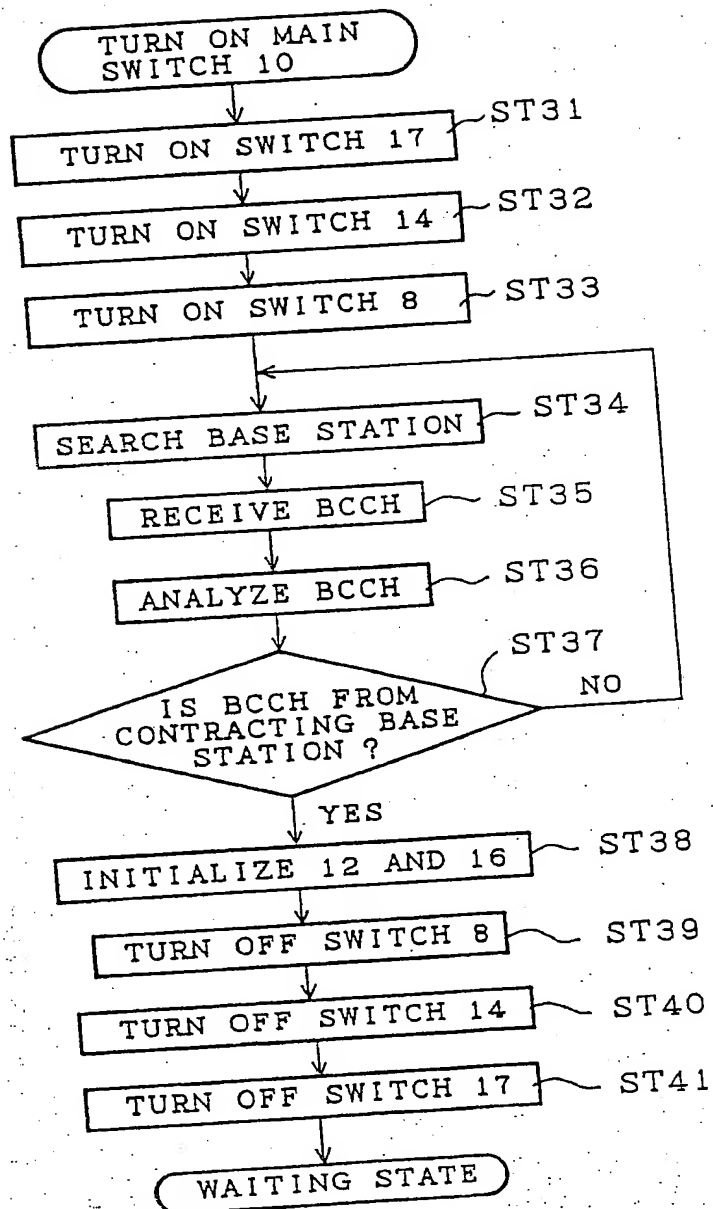 TURN ON MAIN
SWITCH 10
TURN ON SWITCH 17
ST31
TURN ON SWITCH 14
ST32
TURN ON SWITCH 8
ST33
SEARCH BASE STATION
ST34
RECEIVE BCCH
ST35
ANALYZE BCCH
ST36
ST37
IS BCCH FROM
CONTRACTING BASE
STATION ?
NO
YES
INITIALIZE 12 AND 16
ST38
TURN OFF SWITCH 8
ST39
TURN OFF SWITCH 14
ST40
TURN OFF SWITCH 17
ST41
WAITING STATE